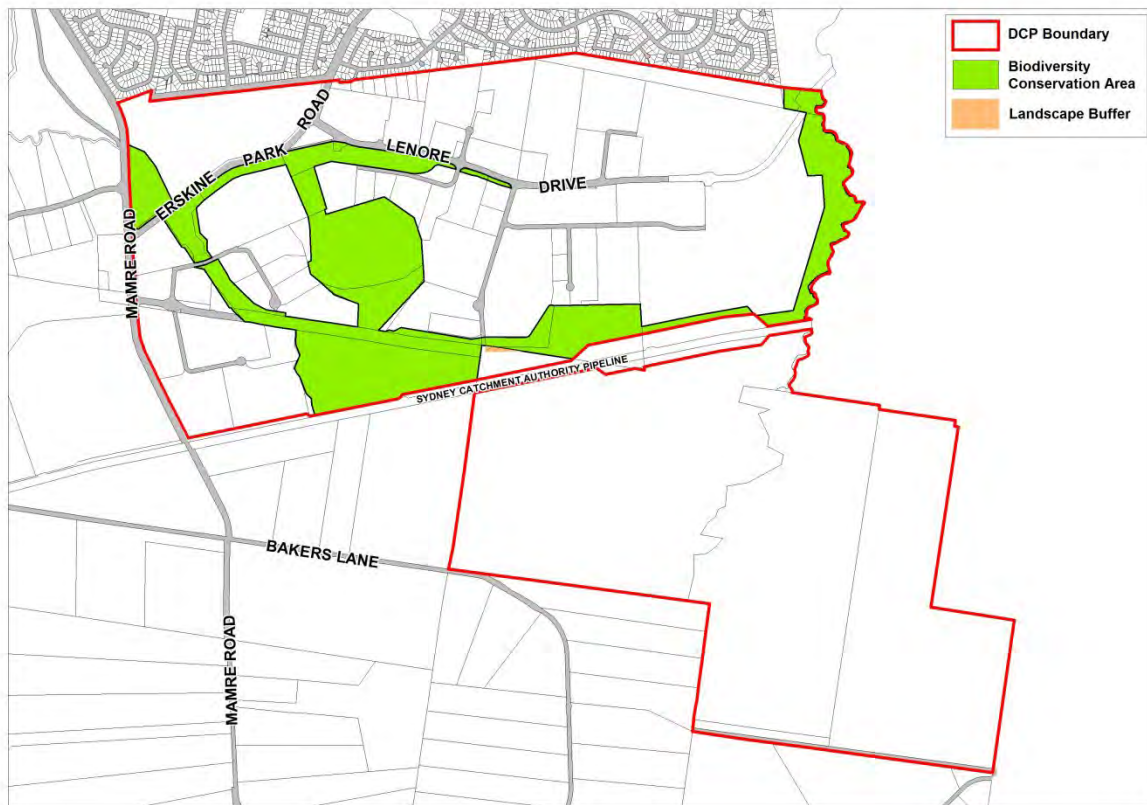 DCP Boundary
Biodiversity
Conservation Area
Landscape Buffer
ERSKINE PARK ROAD
LENORE DRIVE
MAMRE ROAD
SYDNEY CATCHMENT AUTHORITY PIPELINE
BAKERS LANE
MAMRE ROAD